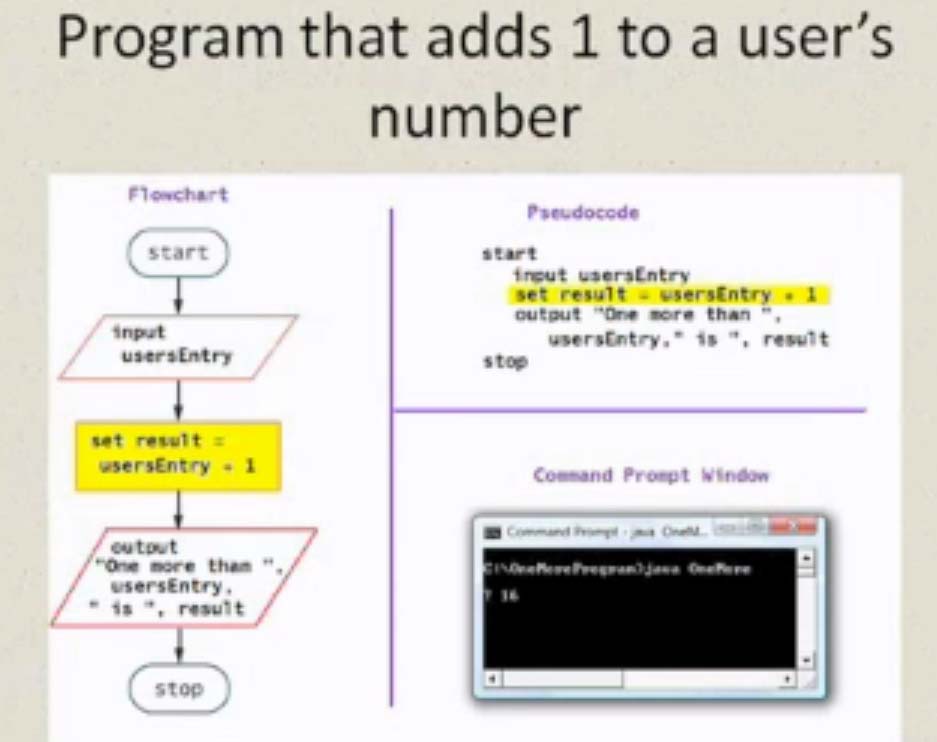 Program that adds 1 to a user's
number
Flowchart
start
input
usersEntry
set result =
usersEntry + 1
output
"One more than ",
usersEntry,
" is ", result
stop
Pseudocode
start
input usersEntry
set result = usersEntry + 1
output "One more than ",
usersEntry," is ", result
stop
Command Prompt Window
Command Prompt - java OneM...
C:\OneMoreProgram>java OneMore
? 16